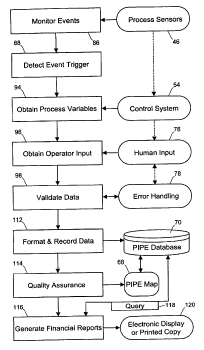 Monitor Events
Process Sensors
88
86
46
Detect Event Trigger
94
54
Obtain Process Variables
Control System
96
76
Obtain Operator Input
Human Input
98
78
Validate Data
Error Handling
112
70
Format & Record Data
PIPE Database
114
68
Quality Assurance
PIPE Map
Query
118
120
116
Generate Financial Reports
Electronic Display
or Printed Copy